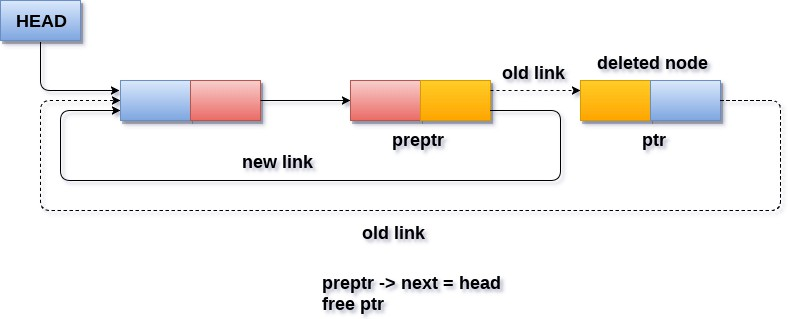 HEAD
old link
deleted node
preptr
ptr
new link
old link
preptr -> next = head
free ptr